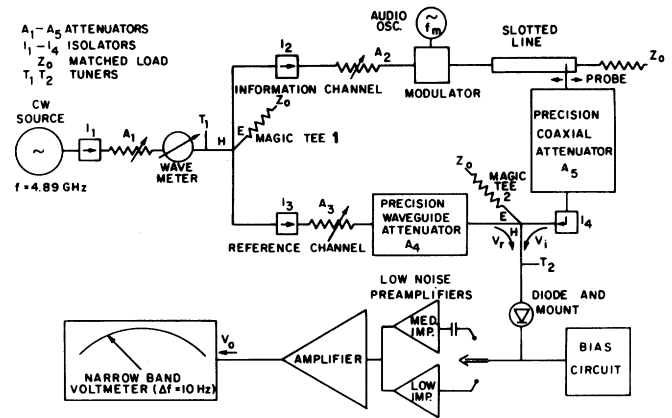 A₁–A₅ ATTENUATORS
I₁–I₄ ISOLATORS
Z₀ MATCHED LOAD
T₁ T₂ TUNERS
CW
SOURCE
~
f = 4.89 GHz
I₁
A₁
WAVE
METER
T₁
H
E
Z₀
MAGIC TEE 1
I₂
A₂
INFORMATION CHANNEL
AUDIO
OSC.
~
fₘ
MODULATOR
SLOTTED
LINE
Z₀
PROBE
PRECISION
COAXIAL
ATTENUATOR
A₅
I₃
A₃
REFERENCE CHANNEL
PRECISION
WAVEGUIDE
ATTENUATOR
A₄
Z₀
MAGIC
TEE
2
E
H
I₄
Vᵣ
Vᵢ
T₂
DIODE AND
MOUNT
BIAS
CIRCUIT
LOW NOISE
PREAMPLIFIERS
MED.
IMP.
LOW
IMP.
AMPLIFIER
V₀
NARROW BAND
VOLTMETER (Δf=10 Hz)